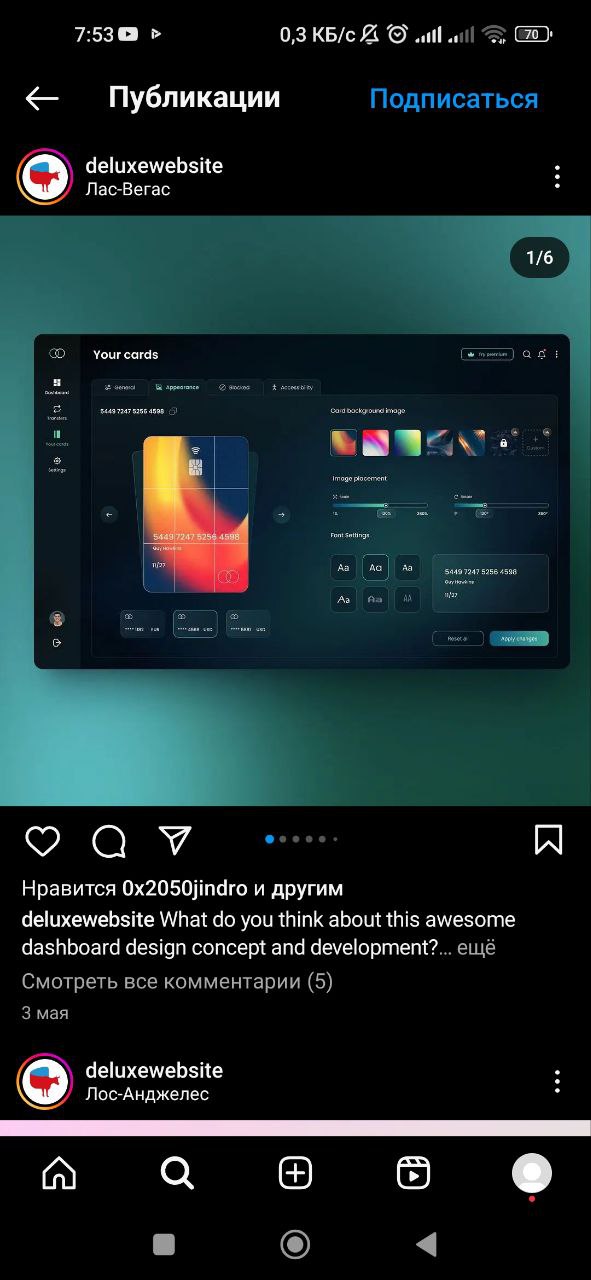 7:53
0,3 КБ/с
70
Публикации
Подписаться
deluxewebsite
Лас-Вегас
1/6
Your cards
Try premium
Dashboard
General
Appearance
Blocked
Accessibility
Transfers
5449 7247 5256 4598
Card background image
Your cards
Custom
Settings
Image placement
Scale
Rotate
Font Settings
5449 7247 5256 4598
Guy Hawkins
11/27
Aa
Aa
Aa
5449 7247 5256 4598
Guy Hawkins
11/27
Aa
Aa
AA
EUR
USD
USD
Reset all
Apply changes
Нравится 0x2050jindro и другим
deluxewebsite What do you think about this awesome
dashboard design concept and development?... ещё
Смотреть все комментарии (5)
3 мая
deluxewebsite
Лос-Анджелес